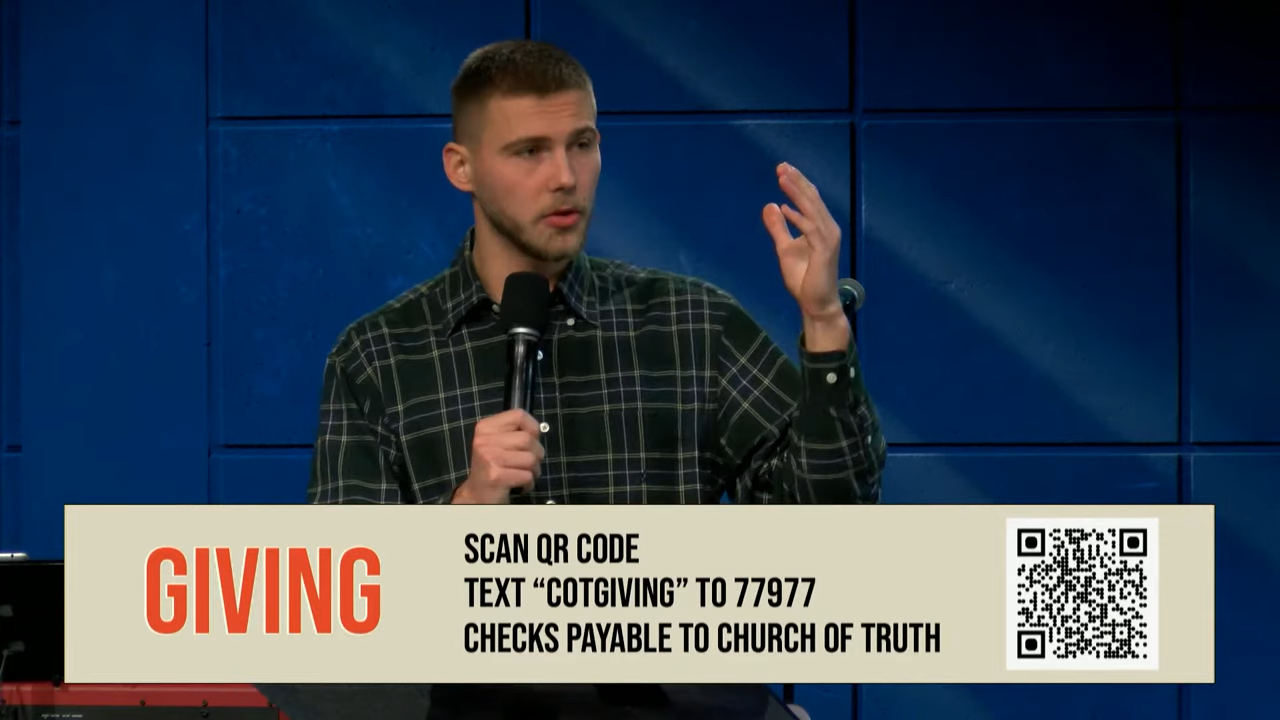 GIVING
SCAN QR CODE
TEXT “COTGIVING” TO 77977
CHECKS PAYABLE TO CHURCH OF TRUTH